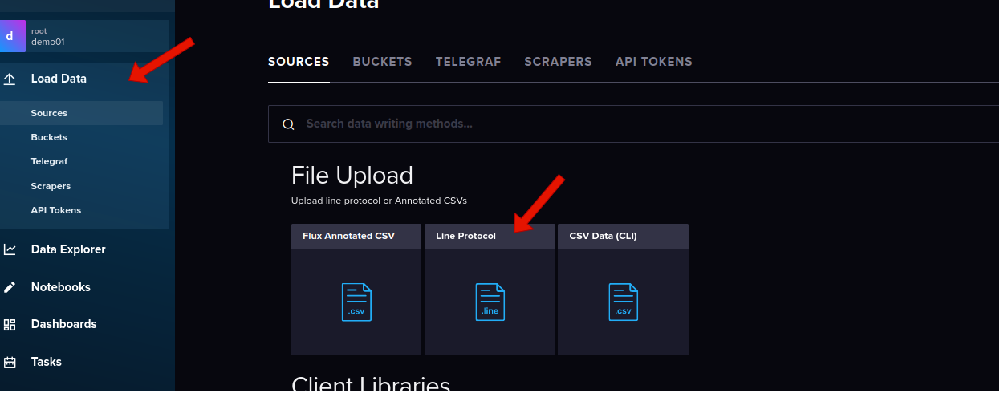 Load Data
d
root
demo01
Load Data
Sources
Buckets
Telegraf
Scrapers
API Tokens
Data Explorer
Notebooks
Dashboards
Tasks
SOURCES BUCKETS TELEGRAF SCRAPERS API TOKENS
Search data writing methods...
File Upload
Upload line protocol or Annotated CSVs
Flux Annotated CSV Line Protocol CSV Data (CLI)
.csv .line .csv
Client Libraries